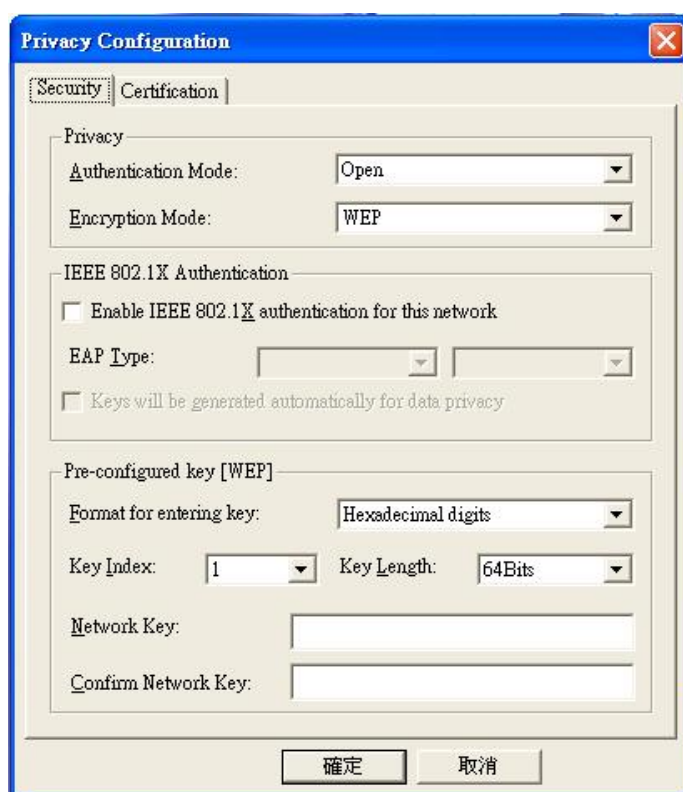 Privacy Configuration
Security Certification
Privacy
Authentication Mode: Open
Encryption Mode: WEP
IEEE 802.1X Authentication
Enable IEEE 802.1X authentication for this network
EAP Type:
Keys will be generated automatically for data privacy
Pre-configured key [WEP]
Format for entering key: Hexadecimal digits
Key Index: 1 Key Length: 64Bits
Network Key:
Confirm Network Key:
確定 取消